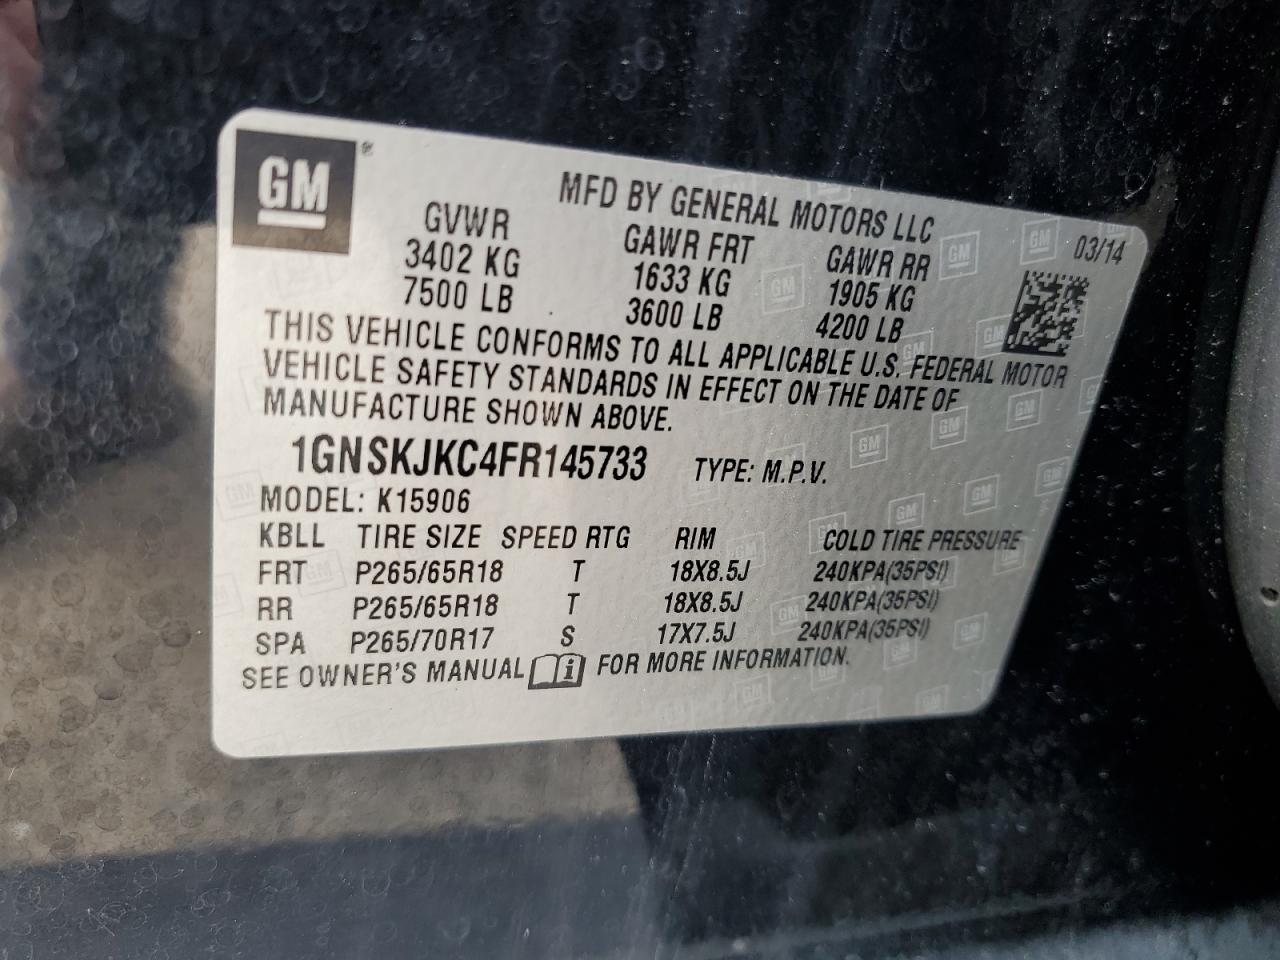 GM ®
MFD BY GENERAL MOTORS LLC
03/14
GVWR GAWR FRT GAWR RR
3402 KG 1633 KG 1905 KG
7500 LB 3600 LB 4200 LB
THIS VEHICLE CONFORMS TO ALL APPLICABLE U.S. FEDERAL MOTOR
VEHICLE SAFETY STANDARDS IN EFFECT ON THE DATE OF
MANUFACTURE SHOWN ABOVE.
1GNSKJKC4FR145733 TYPE: M.P.V.
MODEL: K15906
KBLL TIRE SIZE SPEED RTG RIM COLD TIRE PRESSURE
FRT P265/65R18 T 18X8.5J 240KPA(35PSI)
RR P265/65R18 T 18X8.5J 240KPA(35PSI)
SPA P265/70R17 S 17X7.5J 240KPA(35PSI)
SEE OWNER'S MANUAL i FOR MORE INFORMATION.